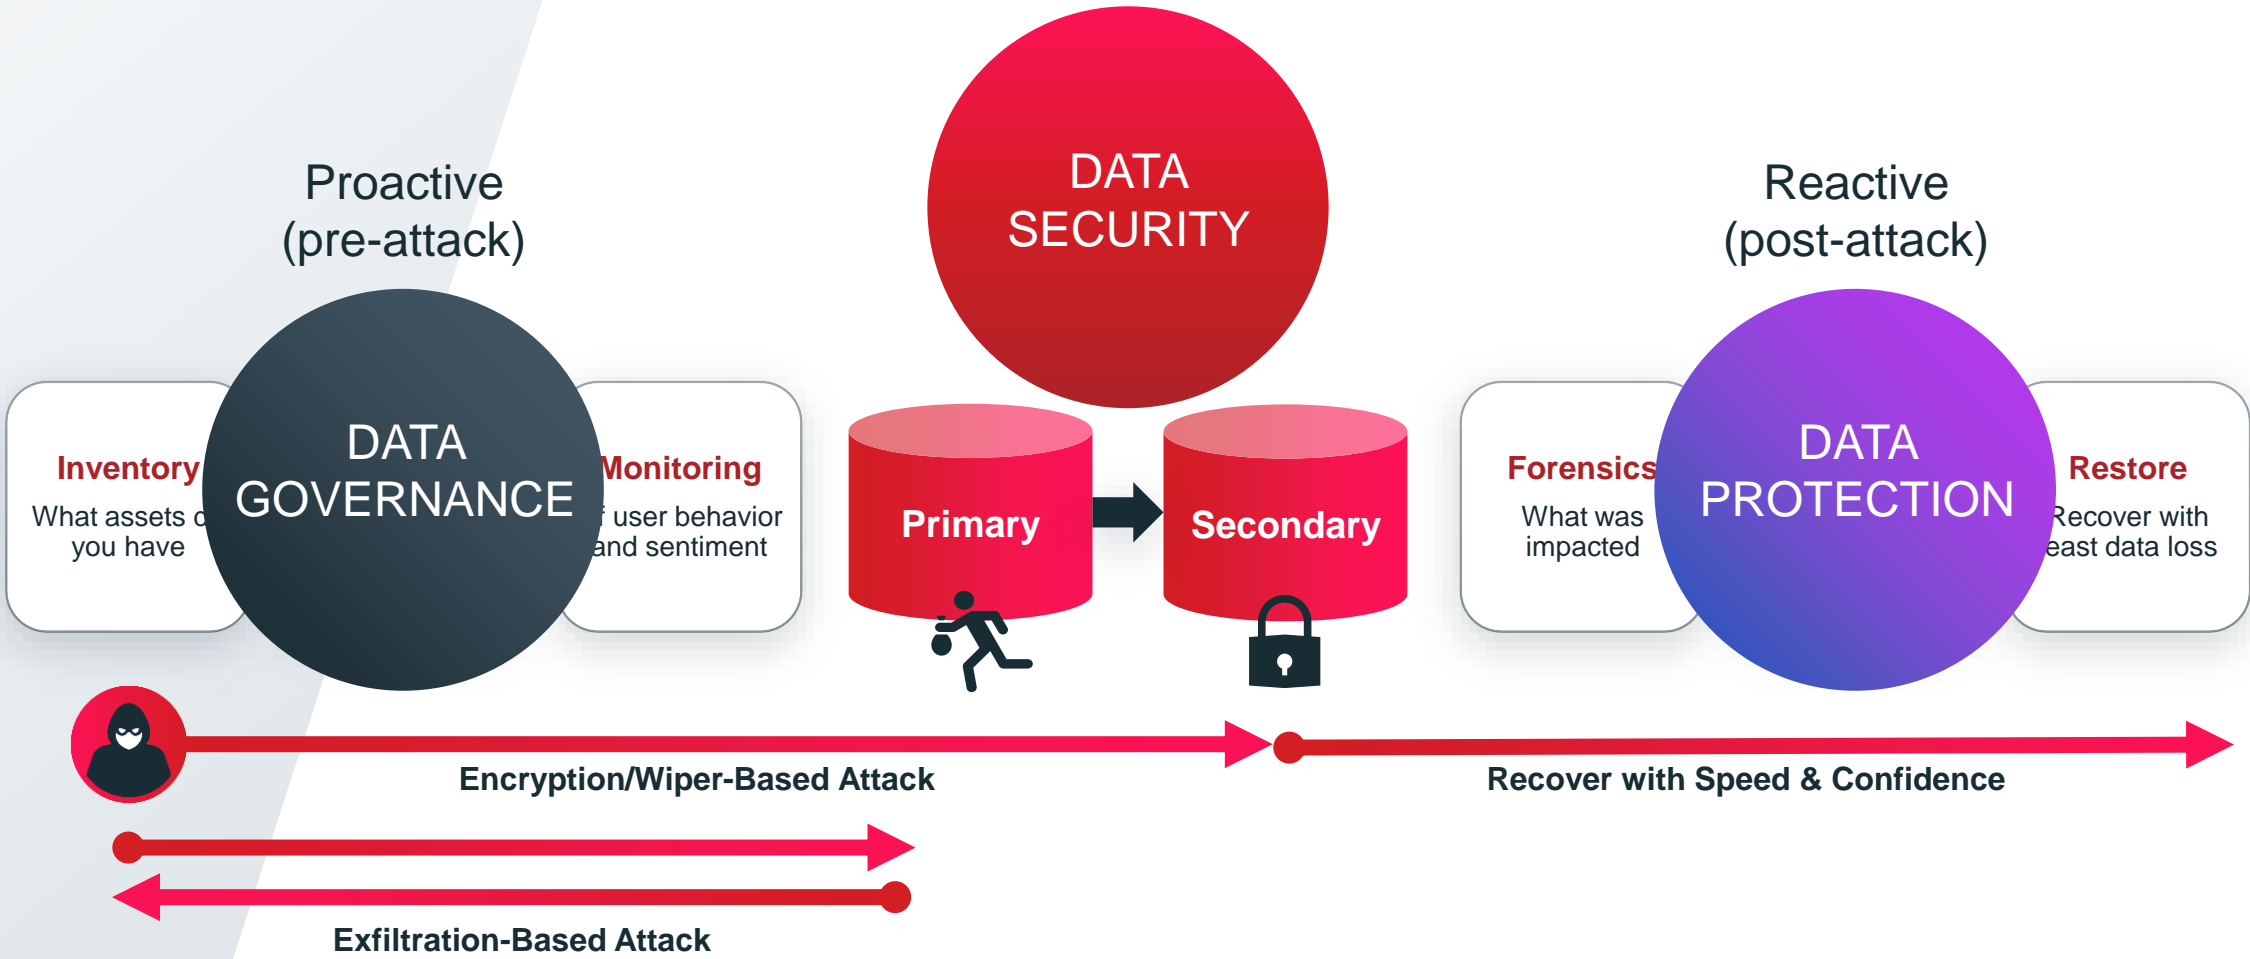 DATA
SECURITY
Proactive
(pre-attack)
Reactive
(post-attack)
DATA
GOVERNANCE
Inventory
What assets
you have
Monitoring
user behavior
and sentiment
Primary
Secondary
Forensics
What was
impacted
DATA
PROTECTION
Restore
Recover with
data loss
Encryption/Wiper-Based Attack
Recover with Speed & Confidence
Exfiltration-Based Attack